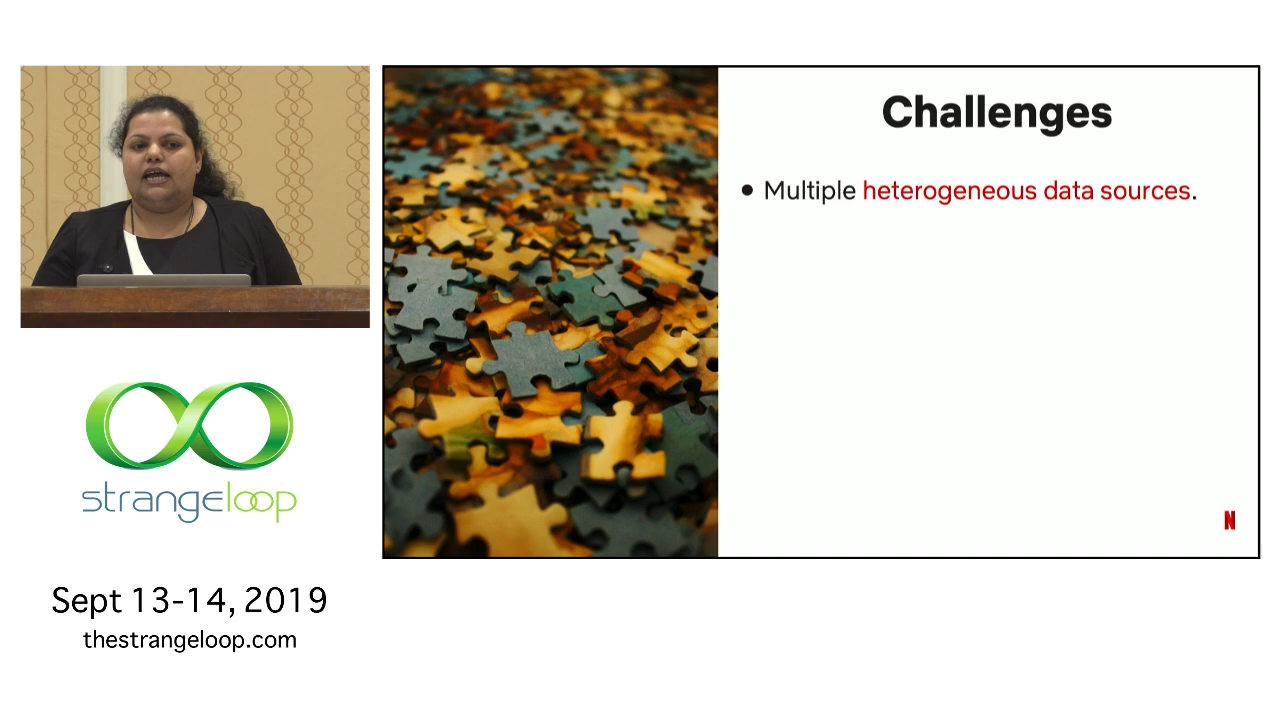 Challenges
• Multiple heterogeneous data sources.
N
strangeloop
Sept 13-14, 2019
thestrangeloop.com